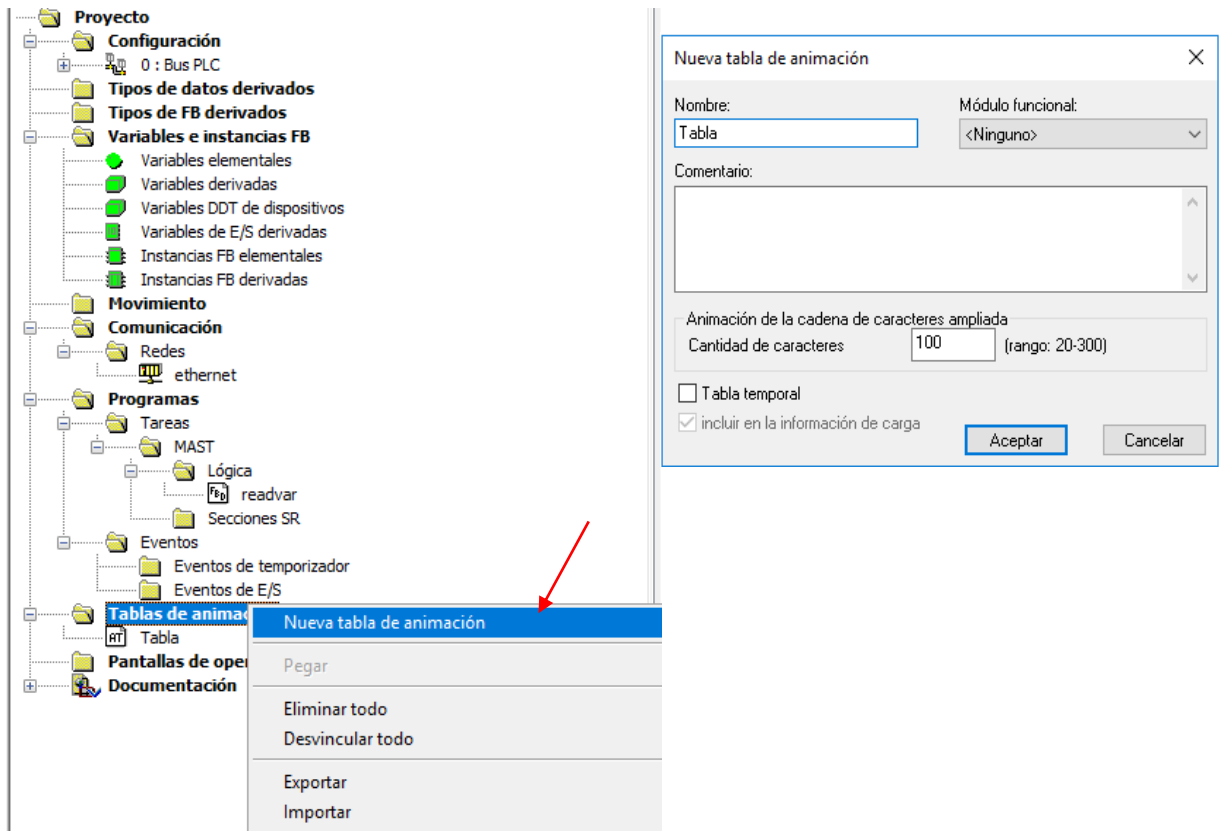 Proyecto
Configuración
0 : Bus PLC
Tipos de datos derivados
Tipos de FB derivados
Variables e instancias FB
Variables elementales
Variables derivadas
Variables DDT de dispositivos
Variables de E/S derivadas
Instancias FB elementales
Instancias FB derivadas
Movimiento
Comunicación
Redes
ethernet
Programas
Tareas
MAST
Lógica
FBD readvar
Secciones SR
Eventos
Eventos de temporizador
Eventos de E/S
Tablas de animac
AT Tabla
Pantallas de oper
Documentación
Nueva tabla de animación
Pegar
Eliminar todo
Desvincular todo
Exportar
Importar
Nueva tabla de animación
Nombre: Módulo funcional:
Tabla <Ninguno>
Comentario:
Animación de la cadena de caracteres ampliada
Cantidad de caracteres 100 (rango: 20-300)
Tabla temporal
incluir en la información de carga
Aceptar Cancelar